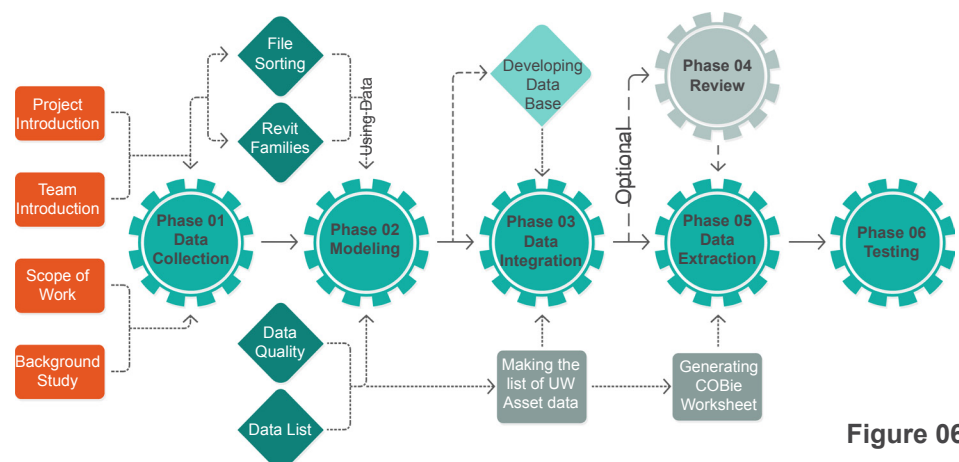 File
Sorting
Project
Introduction
Revit
Families
Using Data
Developing
Data
Base
Phase 04
Review
Optional
Team
Introduction
Phase 01
Data
Collection
Phase 02
Modeling
Phase 03
Data
Integration
Phase 05
Data
Extraction
Phase 06
Testing
Scope of
Work
Background
Study
Data
Quality
Data List
Making the
list of UW
Asset data
Generating
COBie
Worksheet
Figure 06